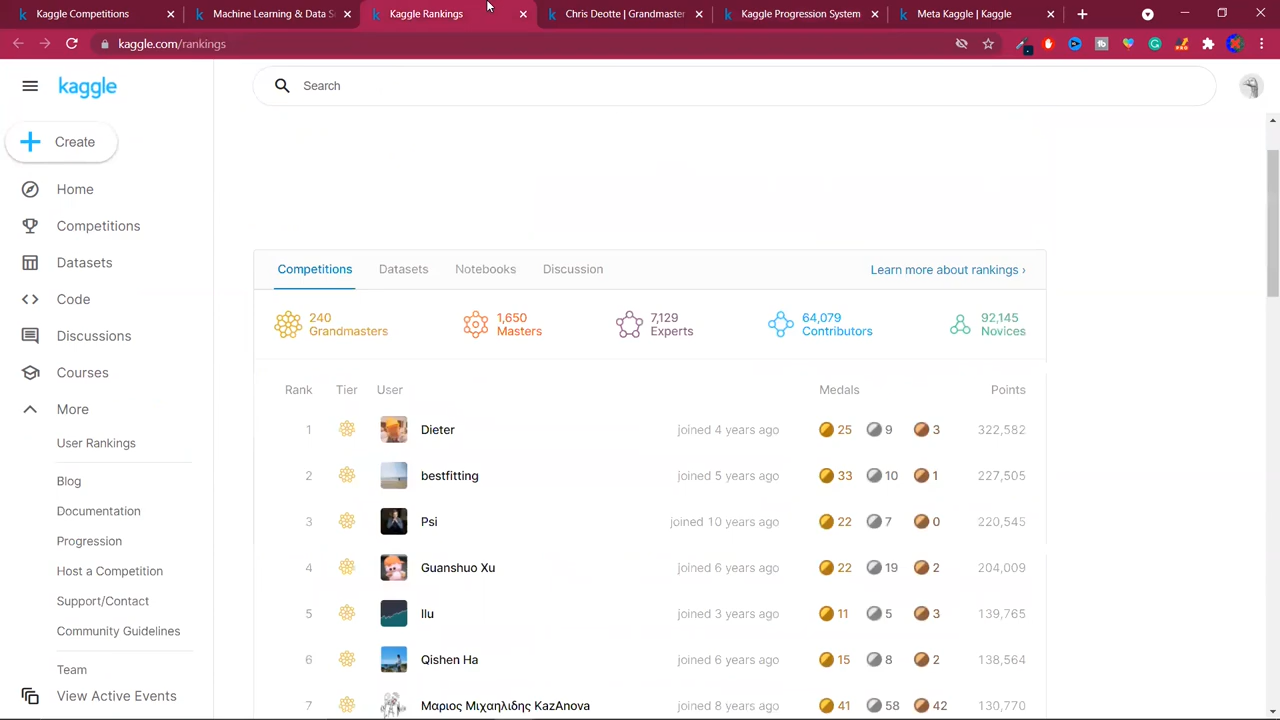 Kaggle Competitions
Machine Learning & Data S
Kaggle Rankings
Chris Deotte | Grandmaster
Kaggle Progression System
Meta Kaggle | Kaggle
kaggle.com/rankings
kaggle
Search
Create
Home
Competitions
Datasets
Code
Discussions
Courses
More
User Rankings
Blog
Documentation
Progression
Host a Competition
Support/Contact
Community Guidelines
Team
View Active Events
Competitions Datasets Notebooks Discussion Learn more about rankings ›
240 1,650 7,129 64,079 92,145
Grandmasters Masters Experts Contributors Novices
Rank Tier User Medals Points
1 Dieter joined 4 years ago 25 9 3 322,582
2 bestfitting joined 5 years ago 33 10 1 227,505
3 Psi joined 10 years ago 22 7 0 220,545
4 Guanshuo Xu joined 6 years ago 22 19 2 204,009
5 llu joined 3 years ago 11 5 3 139,765
6 Qishen Ha joined 6 years ago 15 8 2 138,564
7 Μαριος Μιχαηλιδης KazAnova joined 8 years ago 41 58 42 130,770